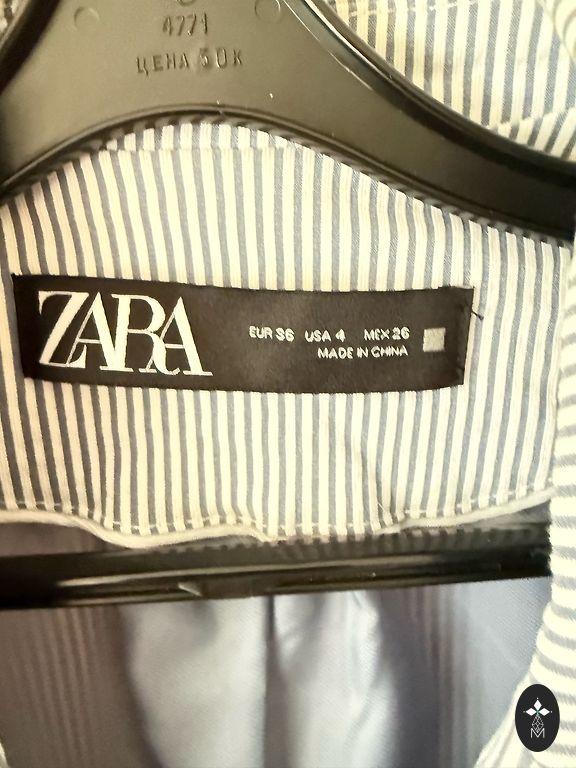 4771
ЦЕНА 50К
ZARA
EUR 36 USA 4 MEX 26
MADE IN CHINA
M